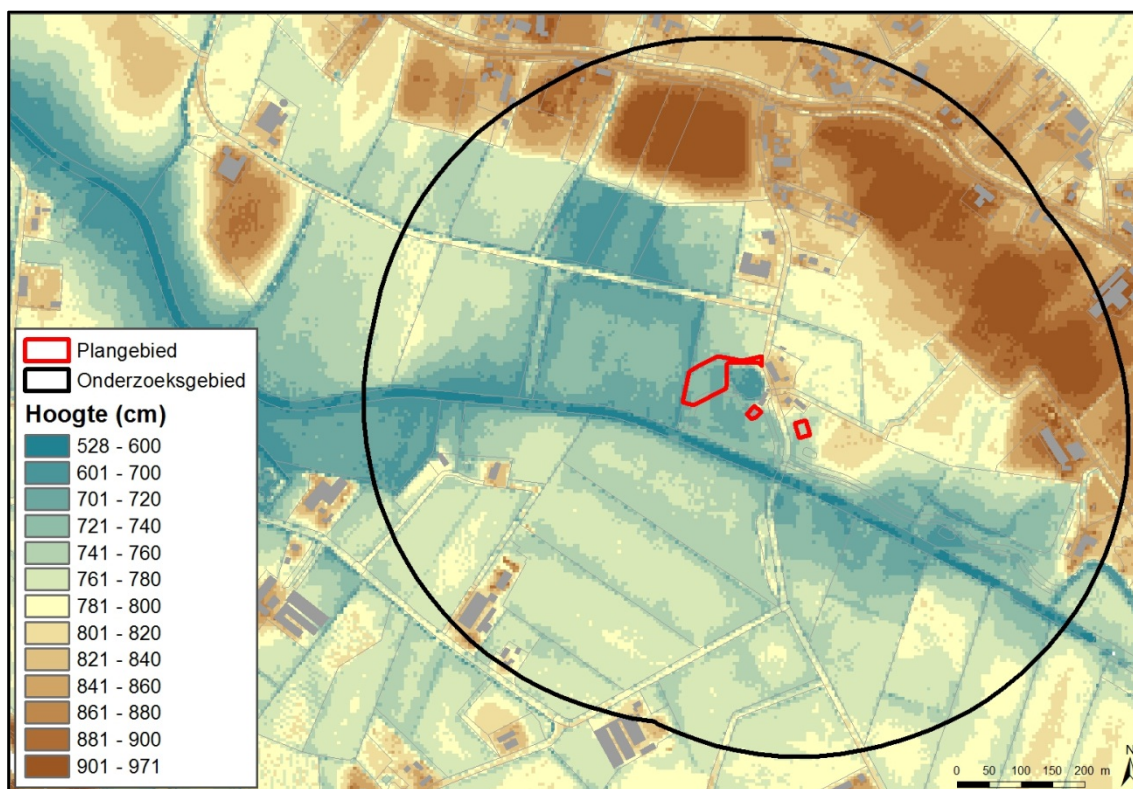 Plangebied
Onderzoeksgebied
Hoogte (cm)
528 - 600
601 - 700
701 - 720
721 - 740
741 - 760
761 - 780
781 - 800
801 - 820
821 - 840
841 - 860
861 - 880
881 - 900
901 - 971
N
0 50 100 150 200 m